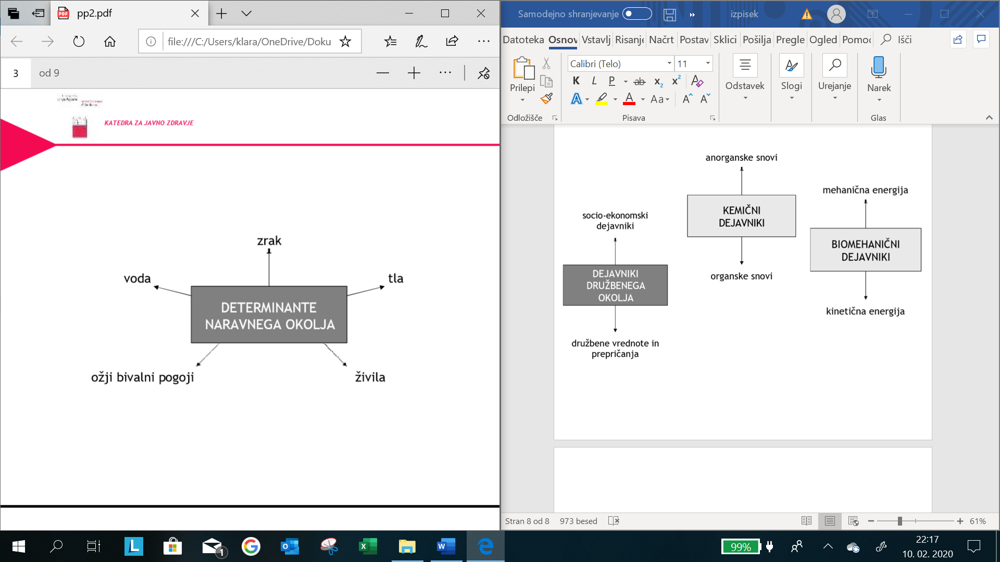 pp2.pdf
file:///C:/Users/klara/OneDrive/Doku
3 od 9
KATEDRA ZA JAVNO ZDRAVJE
zrak
voda
tla
DETERMINANTE
NARAVNEGA OKOLJA
ožji bivalni pogoji
živila
Samodejno shranjevanje
izpisek
Datoteka Osnov Vstavlj Risanje Načrt Postav Sklici Pošilja Pregle Ogled Pomoč Išči
Prilepi
Calibri (Telo) 11
K L P ab x₂ x²
A A Aa A A
Odstavek
Slogi
Urejanje
Narek
Odložišče
Pisava
Glas
anorganske snovi
KEMIČNI
DEJAVNIKI
organske snovi
mehanična energija
BIOMEHANIČNI
DEJAVNIKI
kinetična energija
socio-ekonomski
dejavniki
DEJAVNIKI
DRUŽBENEGA
OKOLJA
družbene vrednote in
prepričanja
Stran 8 od 8 973 besed
61%
99%
22:17
10. 02. 2020